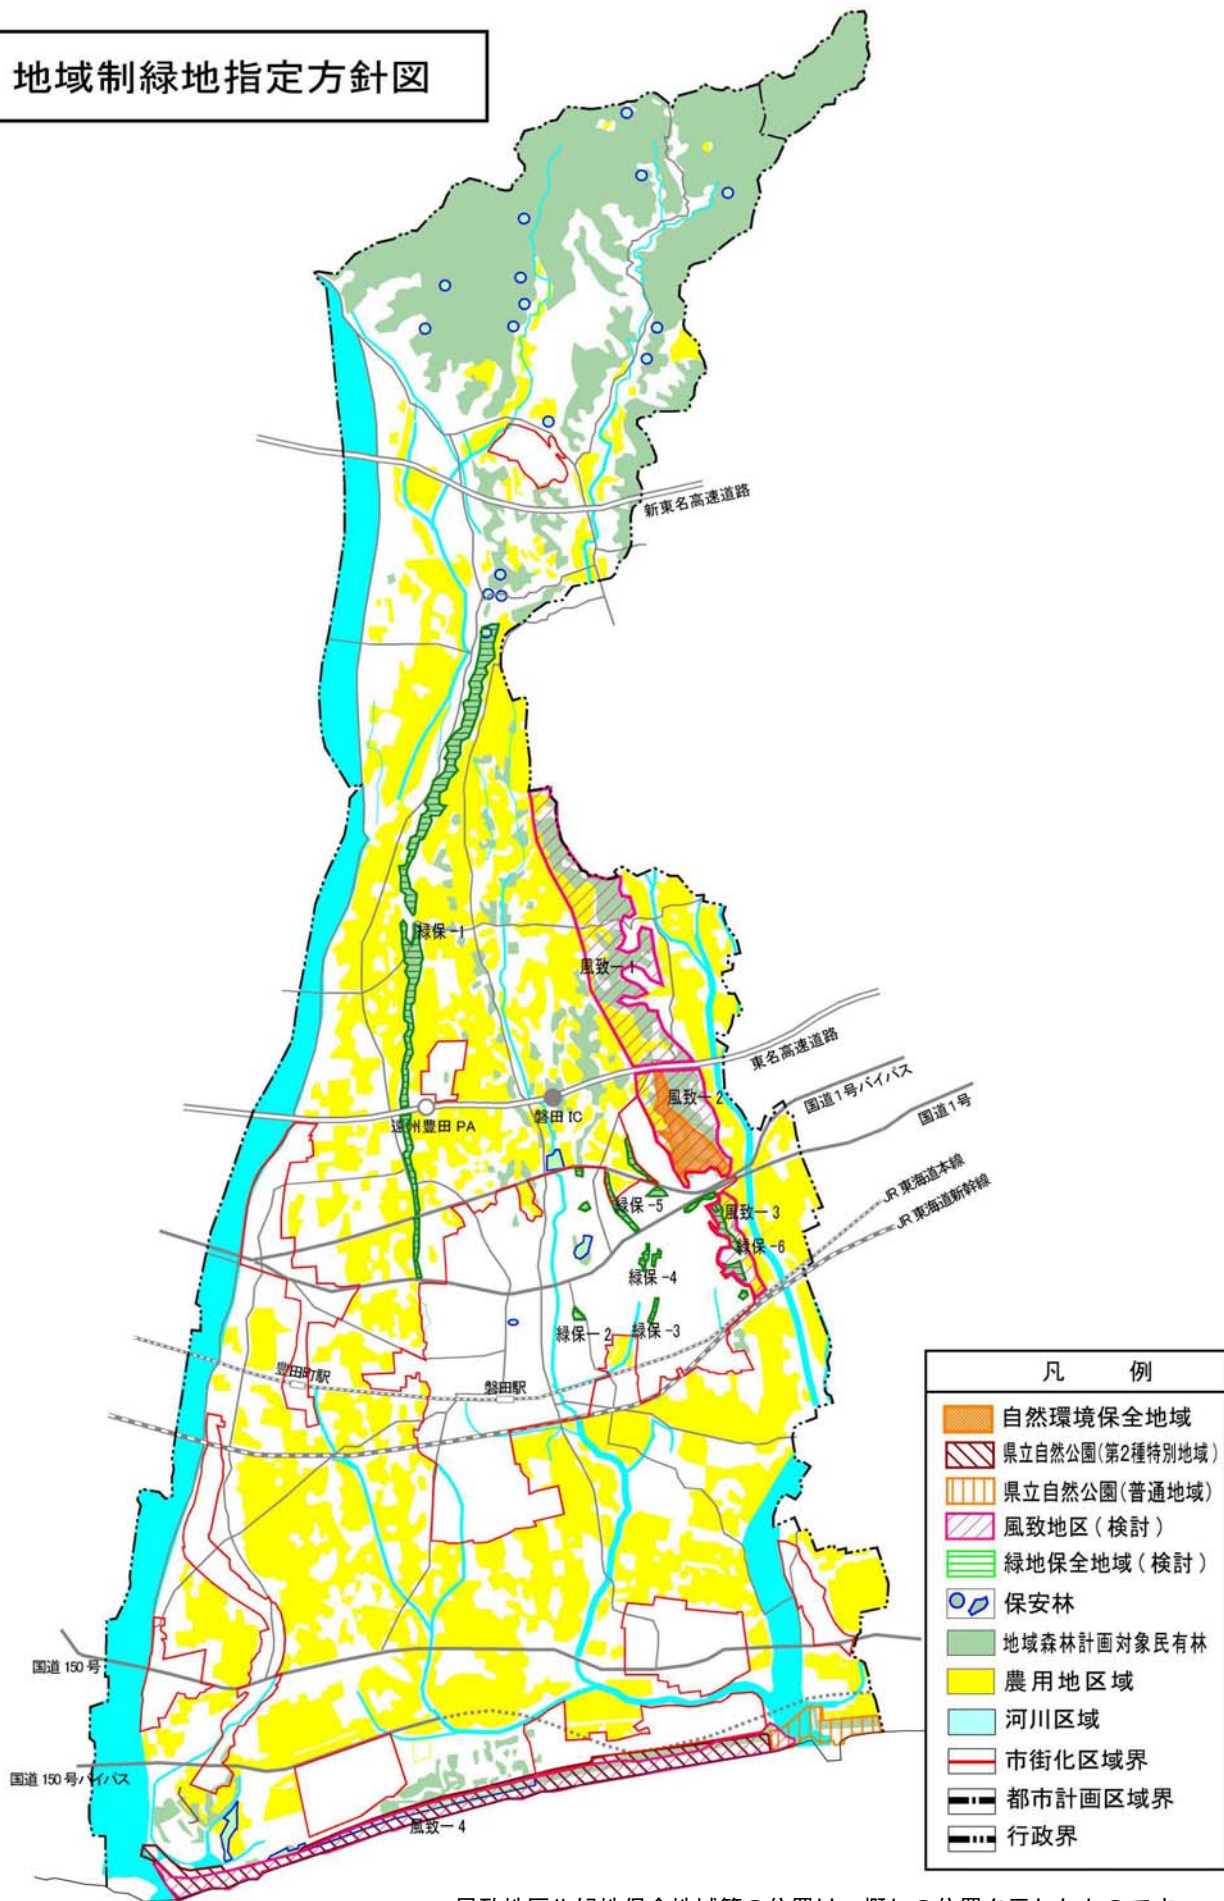 地域制緑地指定方針図
新東名高速道路
緑保-1
風致ー1
東名高速道路
風致ー2
国道1号バイパス
国道1号
遠州豊田PA
磐田IC
JR東海道本線
JR東海道新幹線
緑保-5
風致ー3
緑保-6
緑保-4
緑保ー2
緑保-3
豊田町駅
磐田駅
凡 例
自然環境保全地域
県立自然公園(第2種特別地域)
県立自然公園(普通地域)
風致地区(検討)
緑地保全地域(検討)
保安林
地域森林計画対象民有林
農用地区域
河川区域
市街化区域界
都市計画区域界
行政界
国道150号
国道150号バイパス
風致ー4